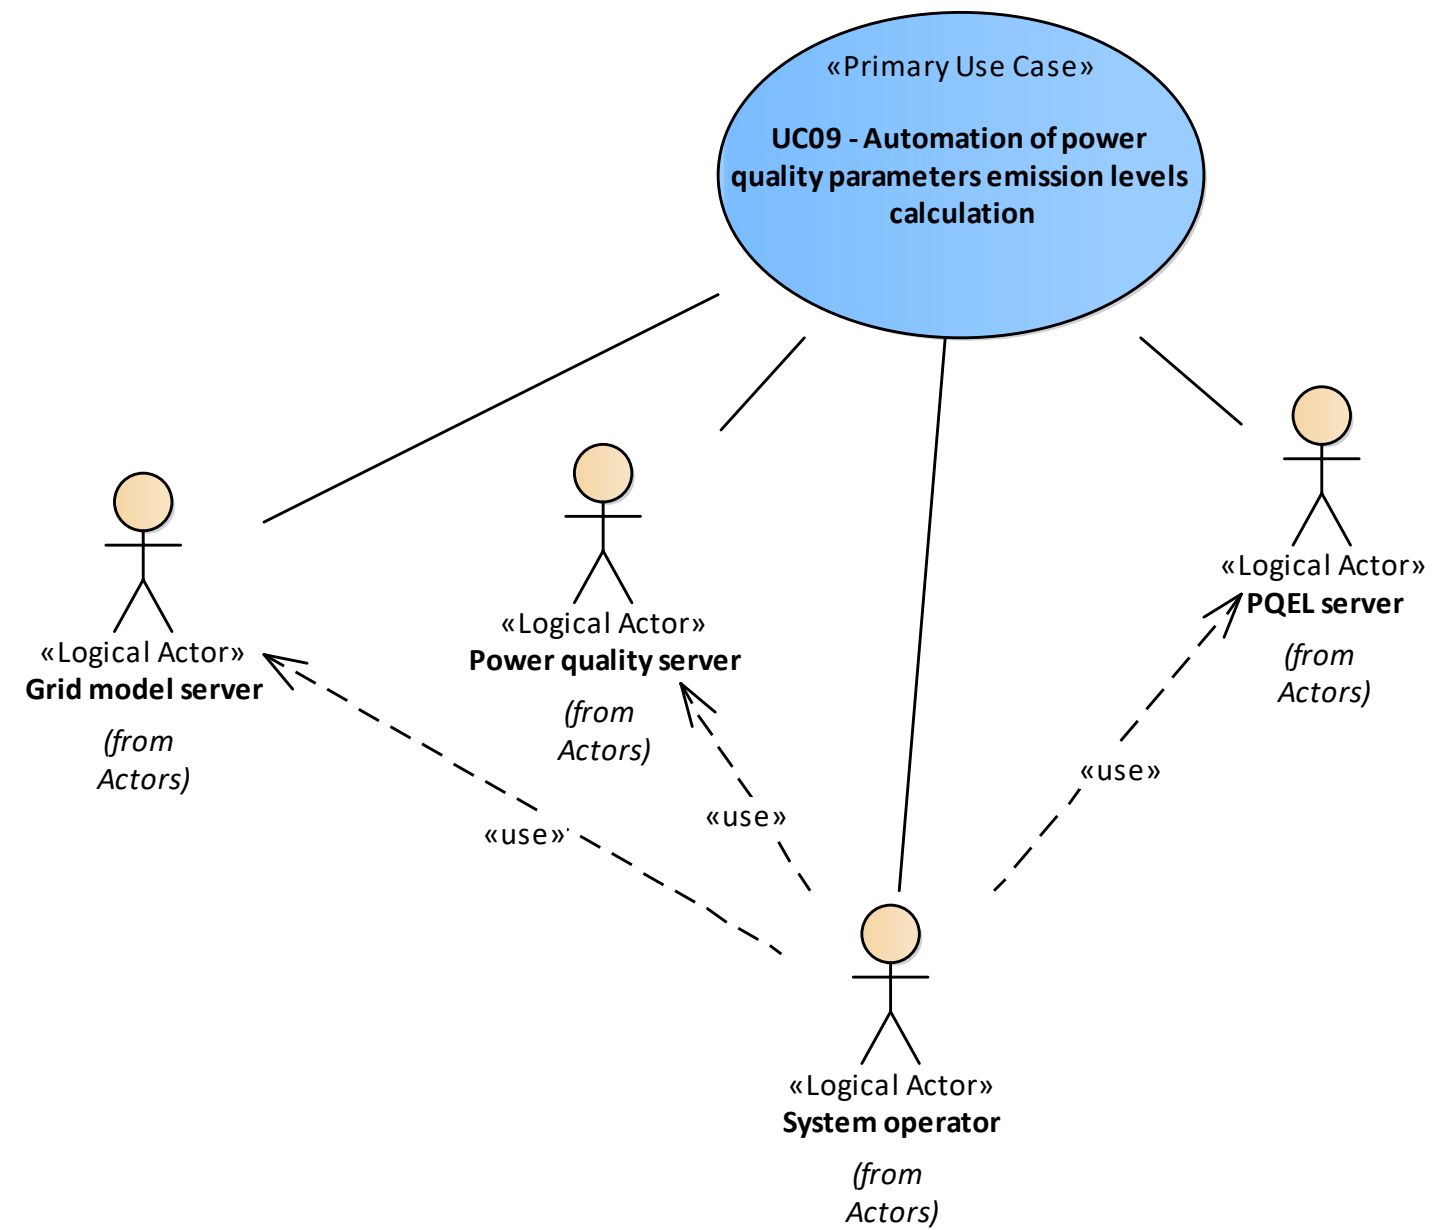 «Primary Use Case»
UC09 - Automation of power
quality parameters emission levels
calculation
«Logical Actor»
PQEL server
(from
Actors)
«Logical Actor»
Power quality server
(from
Actors)
«Logical Actor»
Grid model server
(from
Actors)
«use»
«use»
«use»
«Logical Actor»
System operator
(from
Actors)